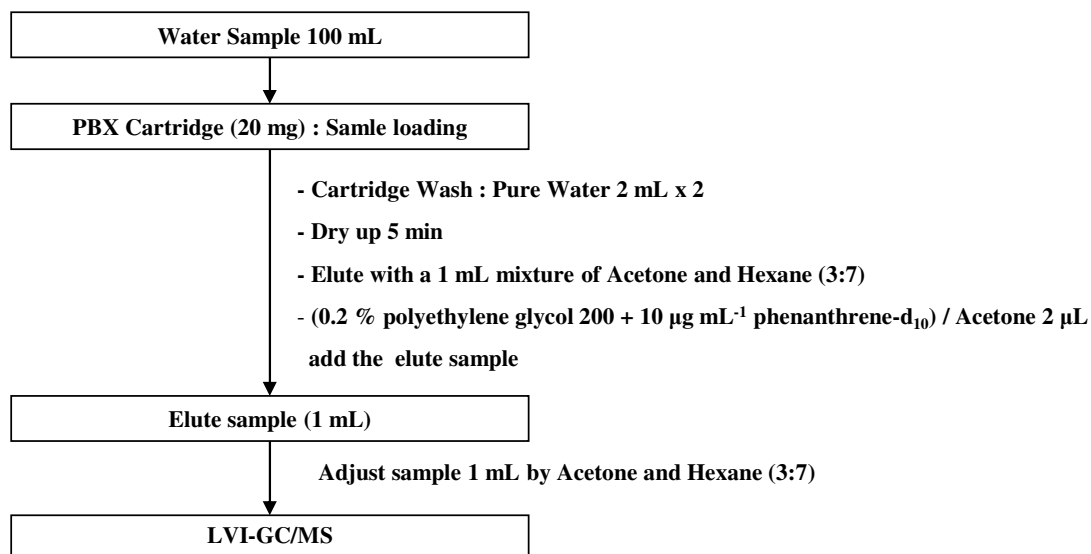 Water Sample 100 mL
PBX Cartridge (20 mg) : Samle loading
- Cartridge Wash : Pure Water 2 mL x 2
- Dry up 5 min
- Elute with a 1 mL mixture of Acetone and Hexane (3:7)
- (0.2 % polyethylene glycol 200 + 10 μg mL⁻¹ phenanthrene-d₁₀) / Acetone 2 μL
add the elute sample
Elute sample (1 mL)
Adjust sample 1 mL by Acetone and Hexane (3:7)
LVI-GC/MS